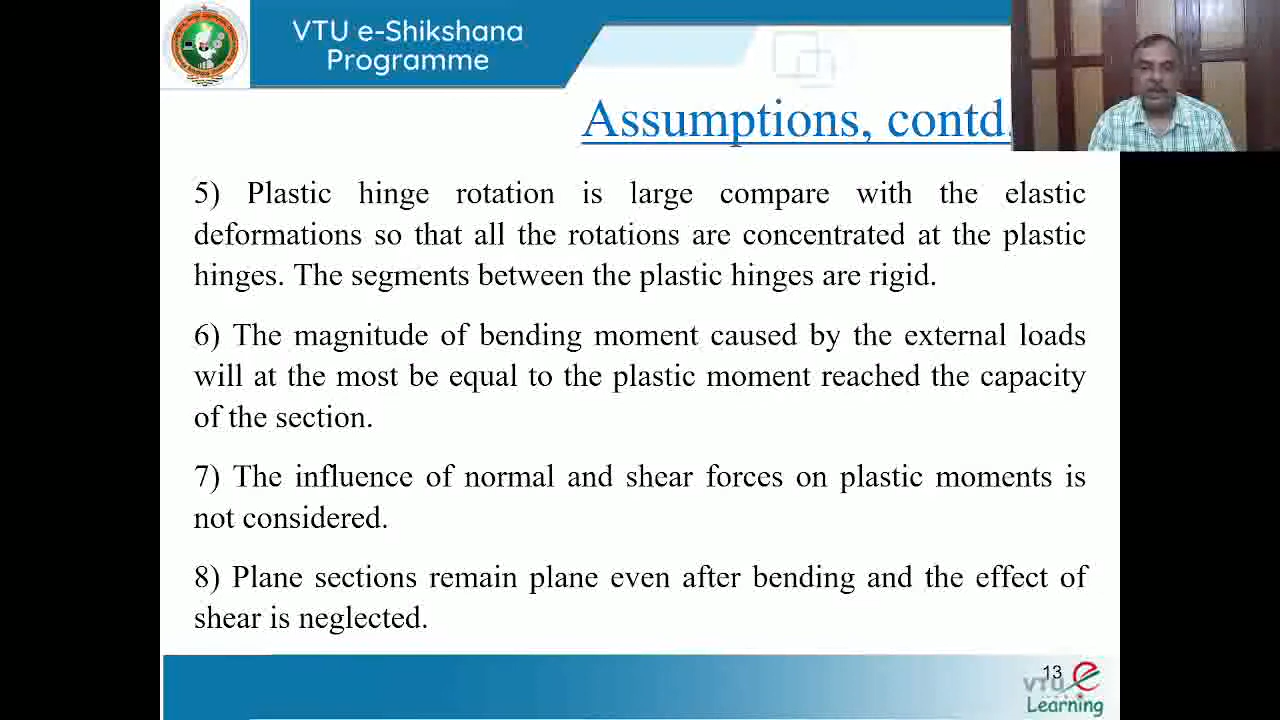 VTU e-Shikshana
Programme
Assumptions, contd.
5) Plastic hinge rotation is large compare with the elastic
deformations so that all the rotations are concentrated at the plastic
hinges. The segments between the plastic hinges are rigid.
6) The magnitude of bending moment caused by the external loads
will at the most be equal to the plastic moment reached the capacity
of the section.
7) The influence of normal and shear forces on plastic moments is
not considered.
8) Plane sections remain plane even after bending and the effect of
shear is neglected.
13
VTU e
Learning